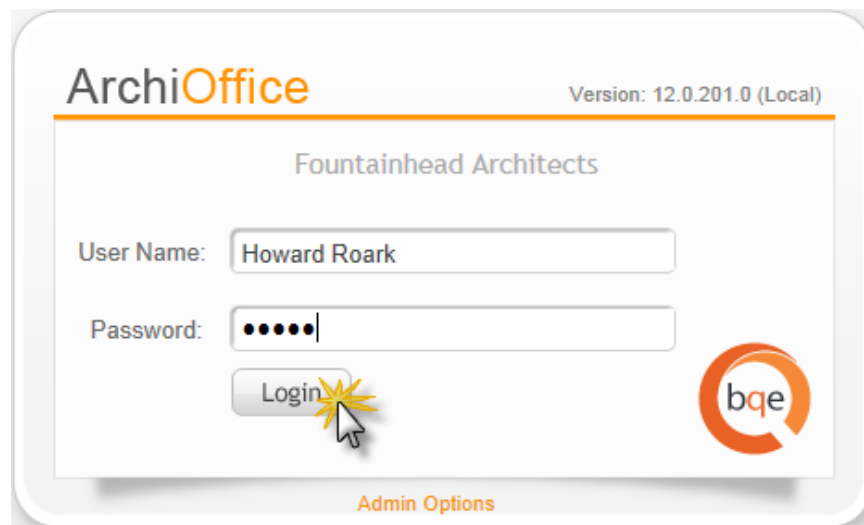 ArchiOffice
Version: 12.0.201.0 (Local)
Fountainhead Architects
User Name: Howard Roark
Password: •••••
Login
bqe
Admin Options